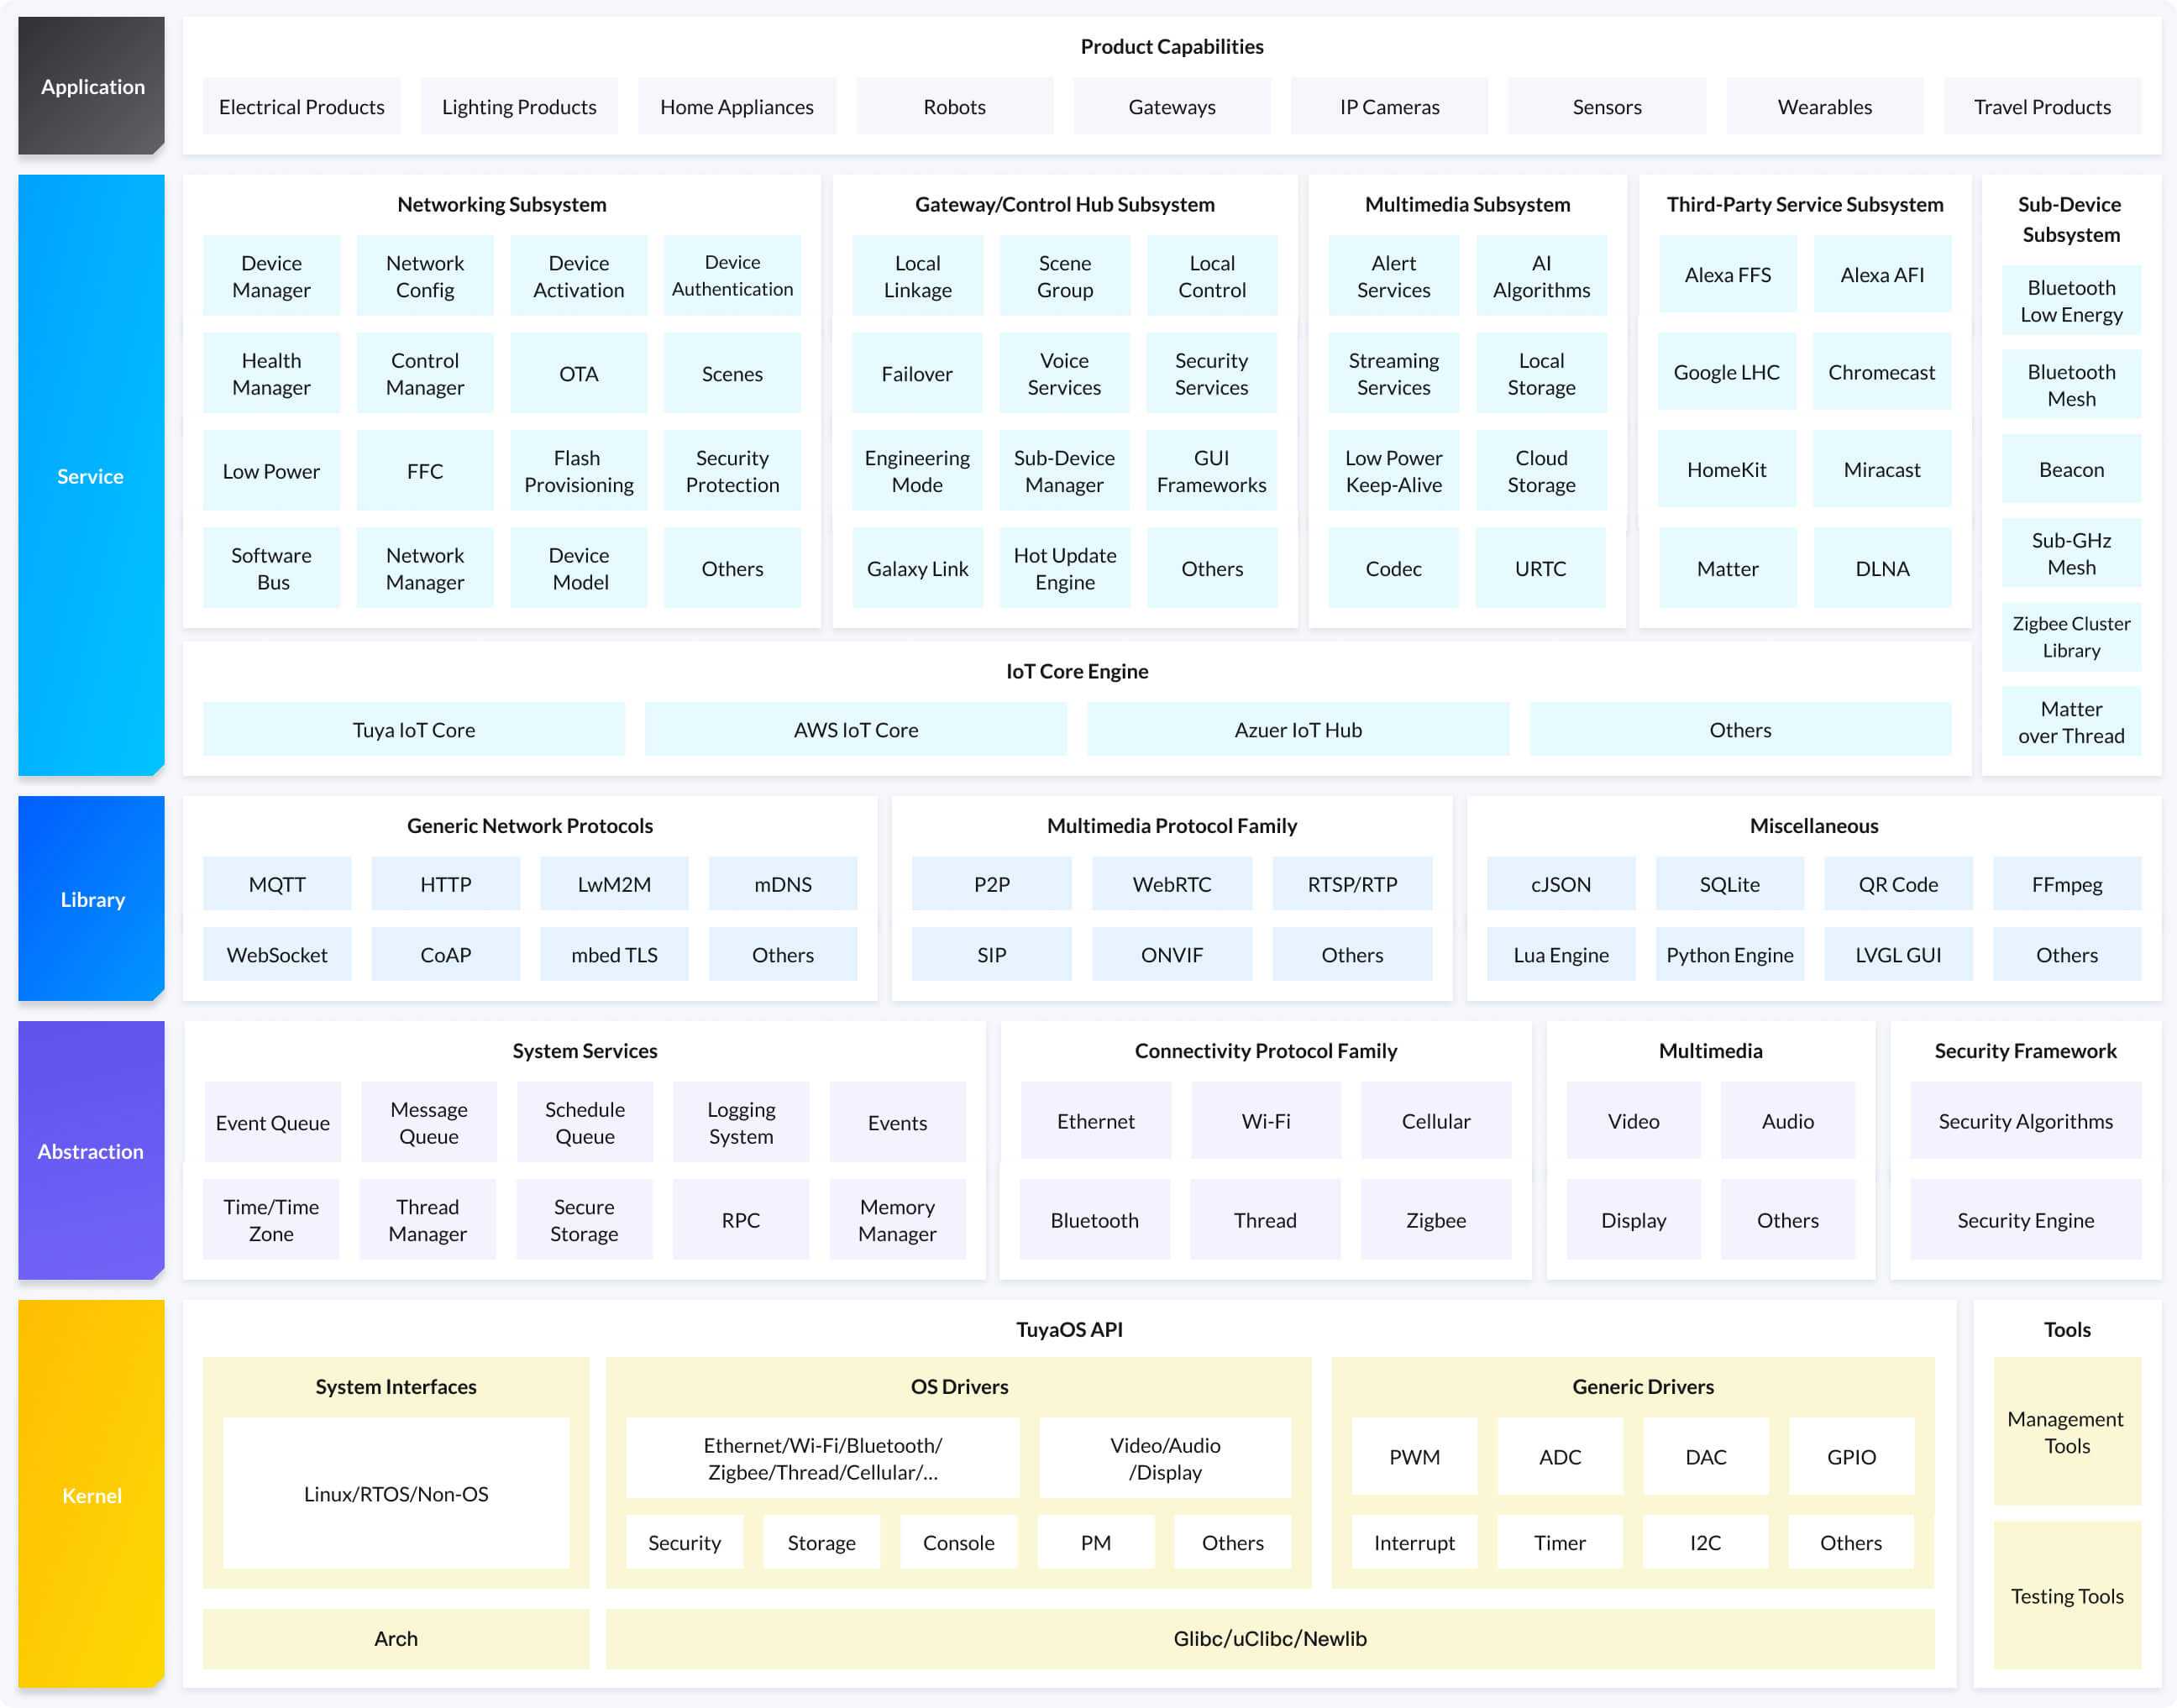 Application
Product Capabilities
Electrical Products
Lighting Products
Home Appliances
Robots
Gateways
IP Cameras
Sensors
Wearables
Travel Products
Service
Networking Subsystem
Device
Manager
Network
Config
Device
Activation
Device
Authentication
Health
Manager
Control
Manager
OTA
Scenes
Low Power
FFC
Flash
Provisioning
Security
Protection
Software
Bus
Network
Manager
Device
Model
Others
Gateway/Control Hub Subsystem
Local
Linkage
Scene
Group
Local
Control
Failover
Voice
Services
Security
Services
Engineering
Mode
Sub-Device
Manager
GUI
Frameworks
Galaxy Link
Hot Update
Engine
Others
Multimedia Subsystem
Alert
Services
AI
Algorithms
Streaming
Services
Local
Storage
Low Power
Keep-Alive
Cloud
Storage
Codec
URTC
Third-Party Service Subsystem
Alexa FFS
Alexa AFI
Google LHC
Chromecast
HomeKit
Miracast
Matter
DLNA
Sub-Device
Subsystem
Bluetooth
Low Energy
Bluetooth
Mesh
Beacon
Sub-GHz
Mesh
Zigbee Cluster
Library
Matter
over Thread
IoT Core Engine
Tuya IoT Core
AWS IoT Core
Azuer IoT Hub
Others
Library
Generic Network Protocols
MQTT
HTTP
LwM2M
mDNS
WebSocket
CoAP
mbed TLS
Others
Multimedia Protocol Family
P2P
WebRTC
RTSP/RTP
SIP
ONVIF
Others
Miscellaneous
cJSON
SQLite
QR Code
FFmpeg
Lua Engine
Python Engine
LVGL GUI
Others
Abstraction
System Services
Event Queue
Message
Queue
Schedule
Queue
Logging
System
Events
Time/Time
Zone
Thread
Manager
Secure
Storage
RPC
Memory
Manager
Connectivity Protocol Family
Ethernet
Wi-Fi
Cellular
Bluetooth
Thread
Zigbee
Multimedia
Video
Audio
Display
Others
Security Framework
Security Algorithms
Security Engine
Kernel
TuyaOS API
System Interfaces
Linux/RTOS/Non-OS
OS Drivers
Ethernet/Wi-Fi/Bluetooth/
Zigbee/Thread/Cellular/...
Video/Audio
/Display
Security
Storage
Console
PM
Others
Generic Drivers
PWM
ADC
DAC
GPIO
Interrupt
Timer
I2C
Others
Arch
Glibc/uClibc/Newlib
Tools
Management
Tools
Testing Tools